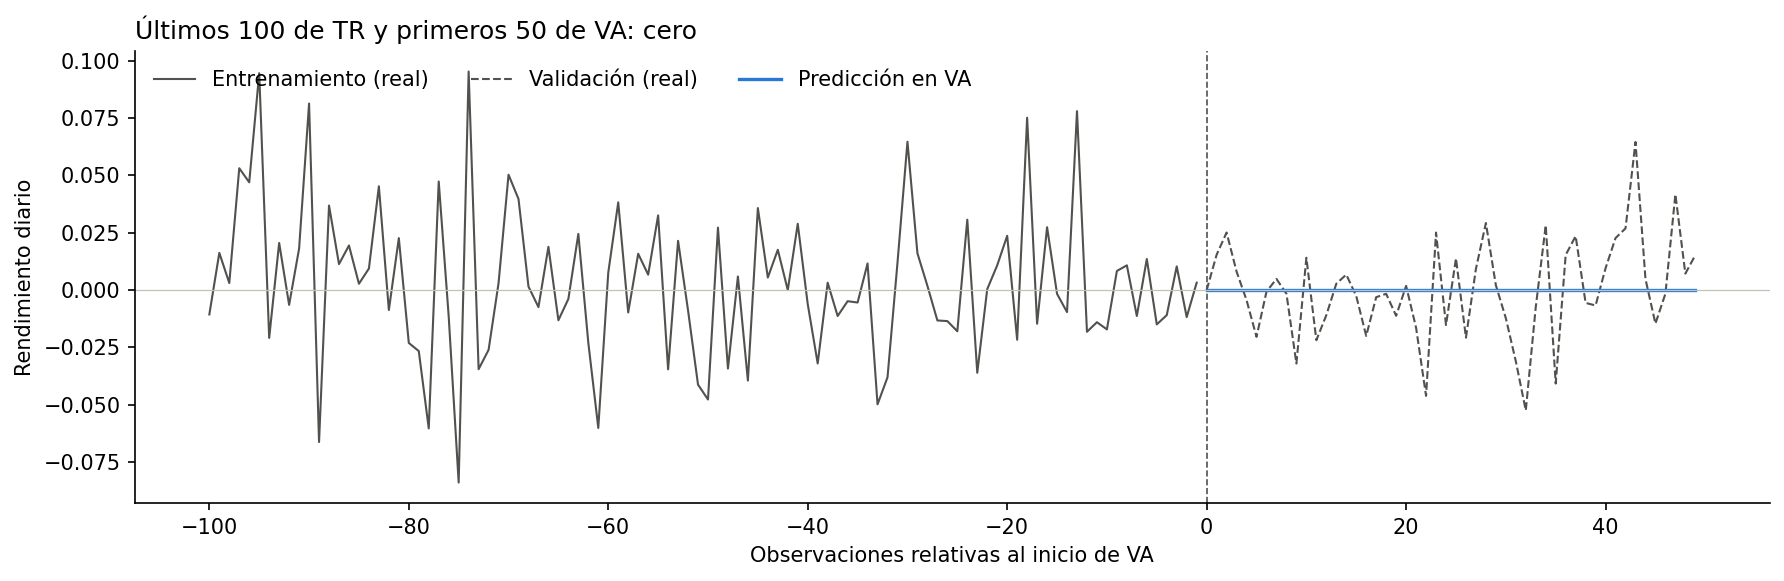 Últimos 100 de TR y primeros 50 de VA: cero
Entrenamiento (real)
Validación (real)
Predicción en VA
0.100
0.075
0.050
0.025
0.000
−0.025
−0.050
−0.075
Rendimiento diario
−100
−80
−60
−40
−20
0
20
40
Observaciones relativas al inicio de VA